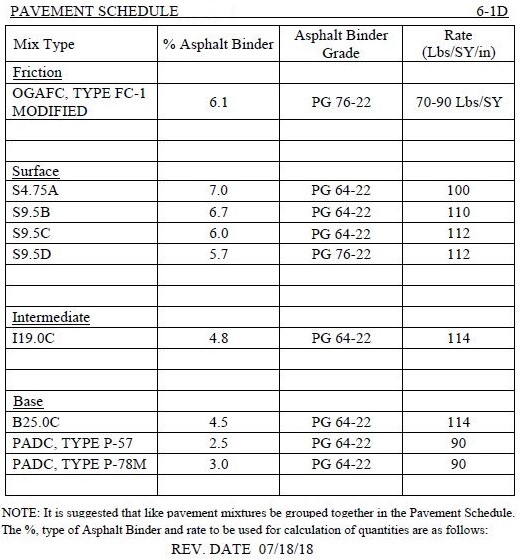 PAVEMENT SCHEDULE 6-1D
Mix Type % Asphalt Binder Asphalt Binder Grade Rate (Lbs/SY/in)
Friction
OGAFC, TYPE FC-1 MODIFIED 6.1 PG 76-22 70-90 Lbs/SY
Surface
S4.75A 7.0 PG 64-22 100
S9.5B 6.7 PG 64-22 110
S9.5C 6.0 PG 64-22 112
S9.5D 5.7 PG 76-22 112
Intermediate
I19.0C 4.8 PG 64-22 114
Base
B25.0C 4.5 PG 64-22 114
PADC, TYPE P-57 2.5 PG 64-22 90
PADC, TYPE P-78M 3.0 PG 64-22 90
NOTE: It is suggested that like pavement mixtures be grouped together in the Pavement Schedule.
The %, type of Asphalt Binder and rate to be used for calculation of quantities are as follows:
REV. DATE 07/18/18